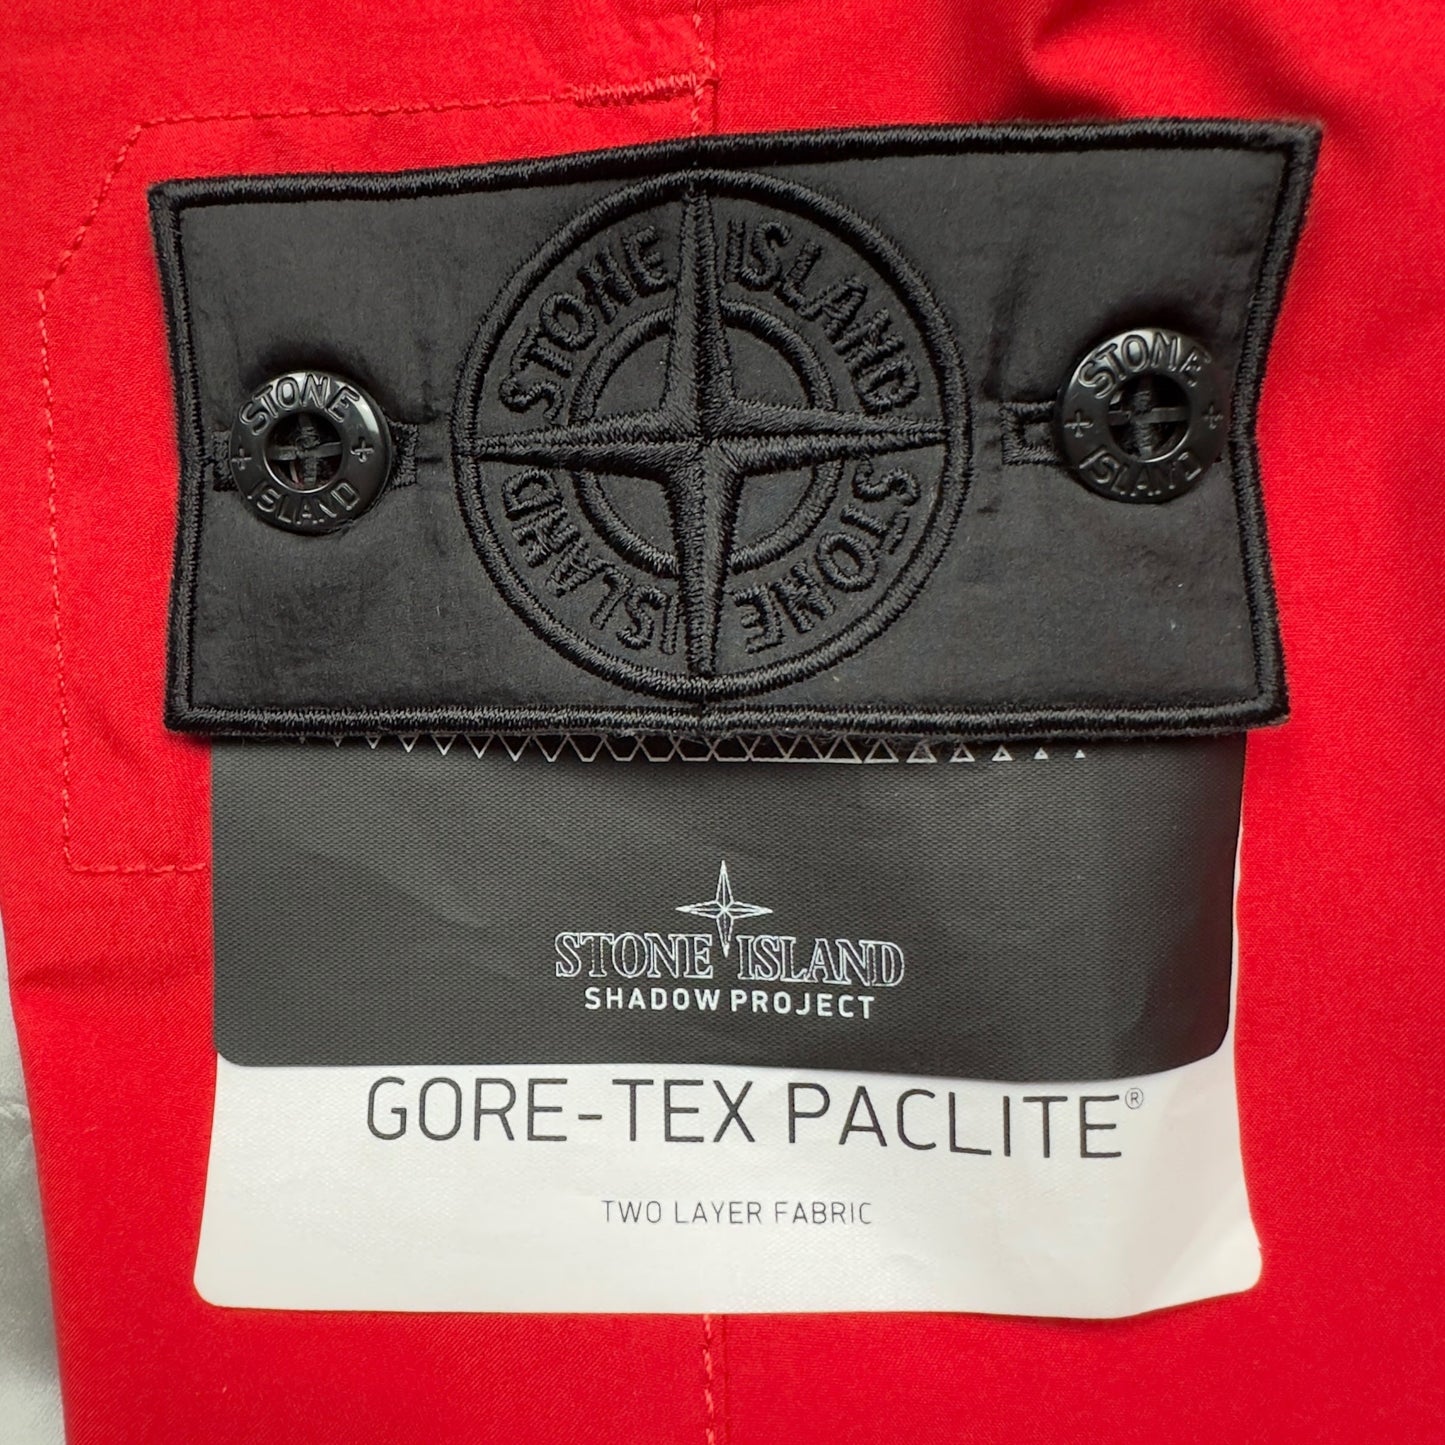 STONE ISLAND
STONE ISLAND
STONE
ISLAND
STONE
ISLAND
STONE ISLAND
SHADOW PROJECT
GORE-TEX PACLITE®
TWO LAYER FABRIC